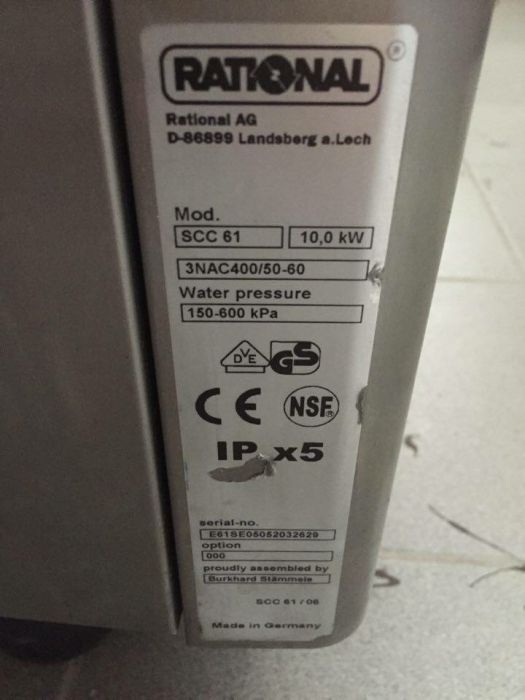 RATIONAL ®
Rational AG
D-86899 Landsberg a.Lech
Mod.
SCC 61 10,0 kW
3NAC400/50-60
Water pressure
150-600 kPa
DVE GS
CE NSF®
IP x5
serial-no.
E61SE05052032629
option
000
proudly assembled by
Burkhard Stämmele
SCC 61 / 06
Made in Germany